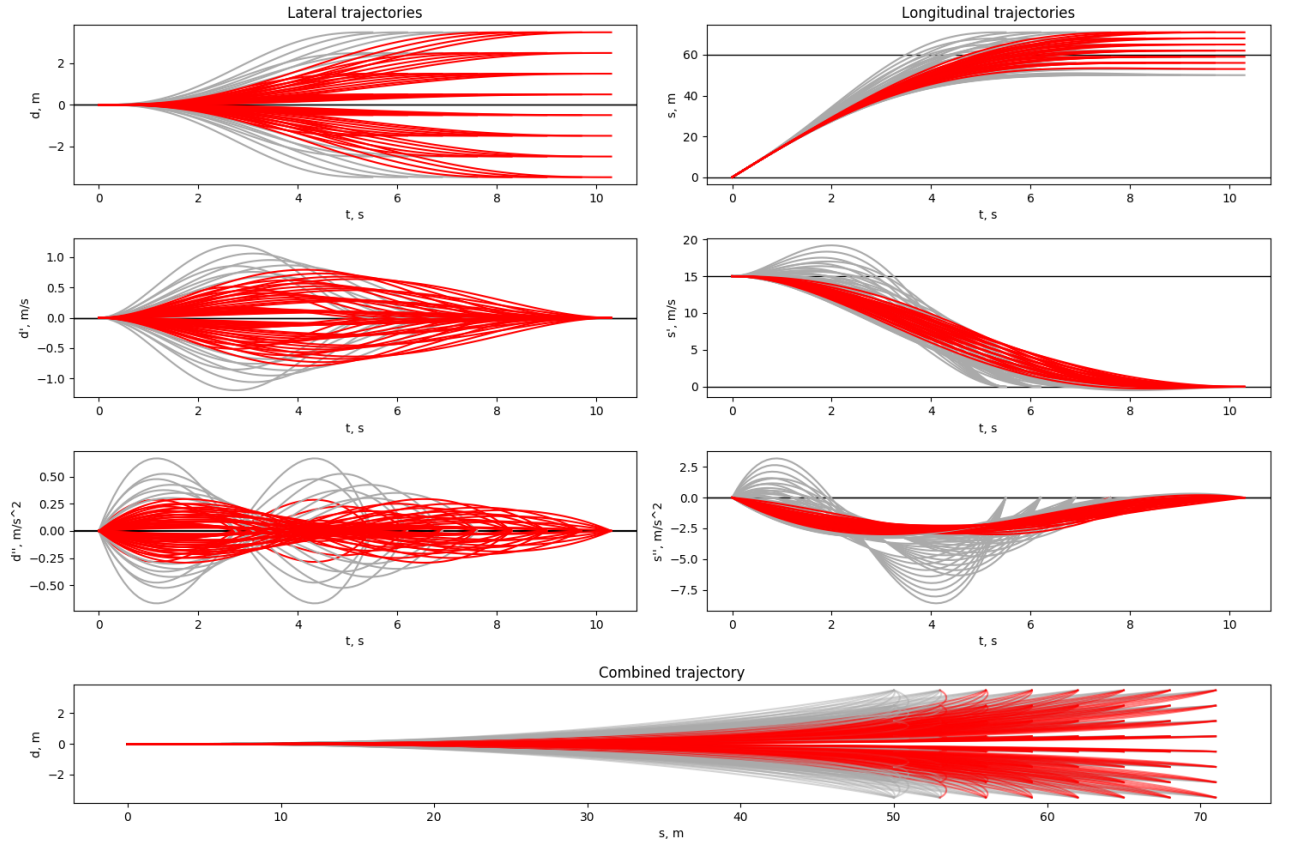 Lateral trajectories
d, m
2
0
−2
0 2 4 6 8 10
t, s
Longitudinal trajectories
s, m
60
40
20
0
0 2 4 6 8 10
t, s
d', m/s
1.0
0.5
0.0
−0.5
−1.0
0 2 4 6 8 10
t, s
s', m/s
20
15
10
5
0
0 2 4 6 8 10
t, s
d'', m/s^2
0.50
0.25
0.00
−0.25
−0.50
0 2 4 6 8 10
t, s
s'', m/s^2
2.5
0.0
−2.5
−5.0
−7.5
0 2 4 6 8 10
t, s
Combined trajectory
d, m
2
0
−2
0 10 20 30 40 50 60 70
s, m